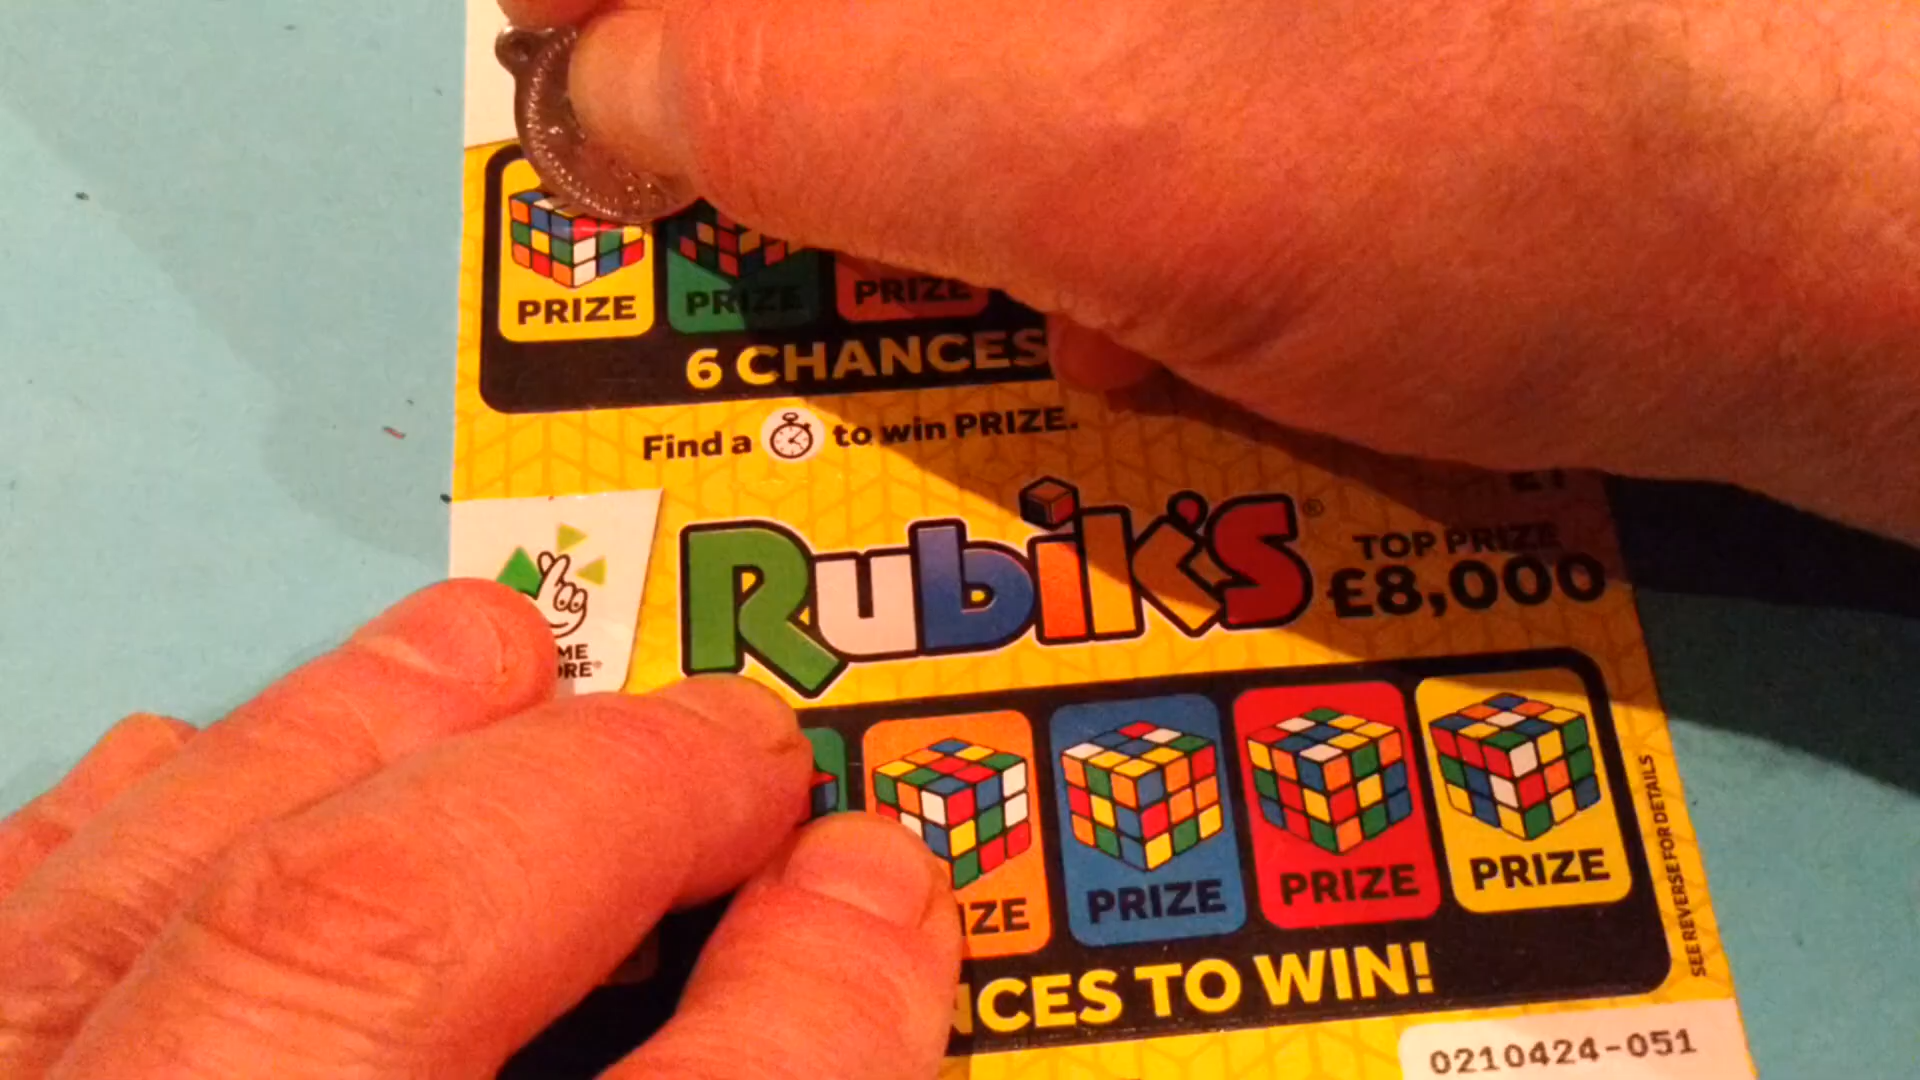 PRIZE PRIZE PRIZE
6 CHANCES
Find a to win PRIZE.
Rubik's®
TOP PRIZE
£8,000
PRIZE PRIZE PRIZE
NCES TO WIN!
SEE REVERSE FOR DETAILS
0210424-051